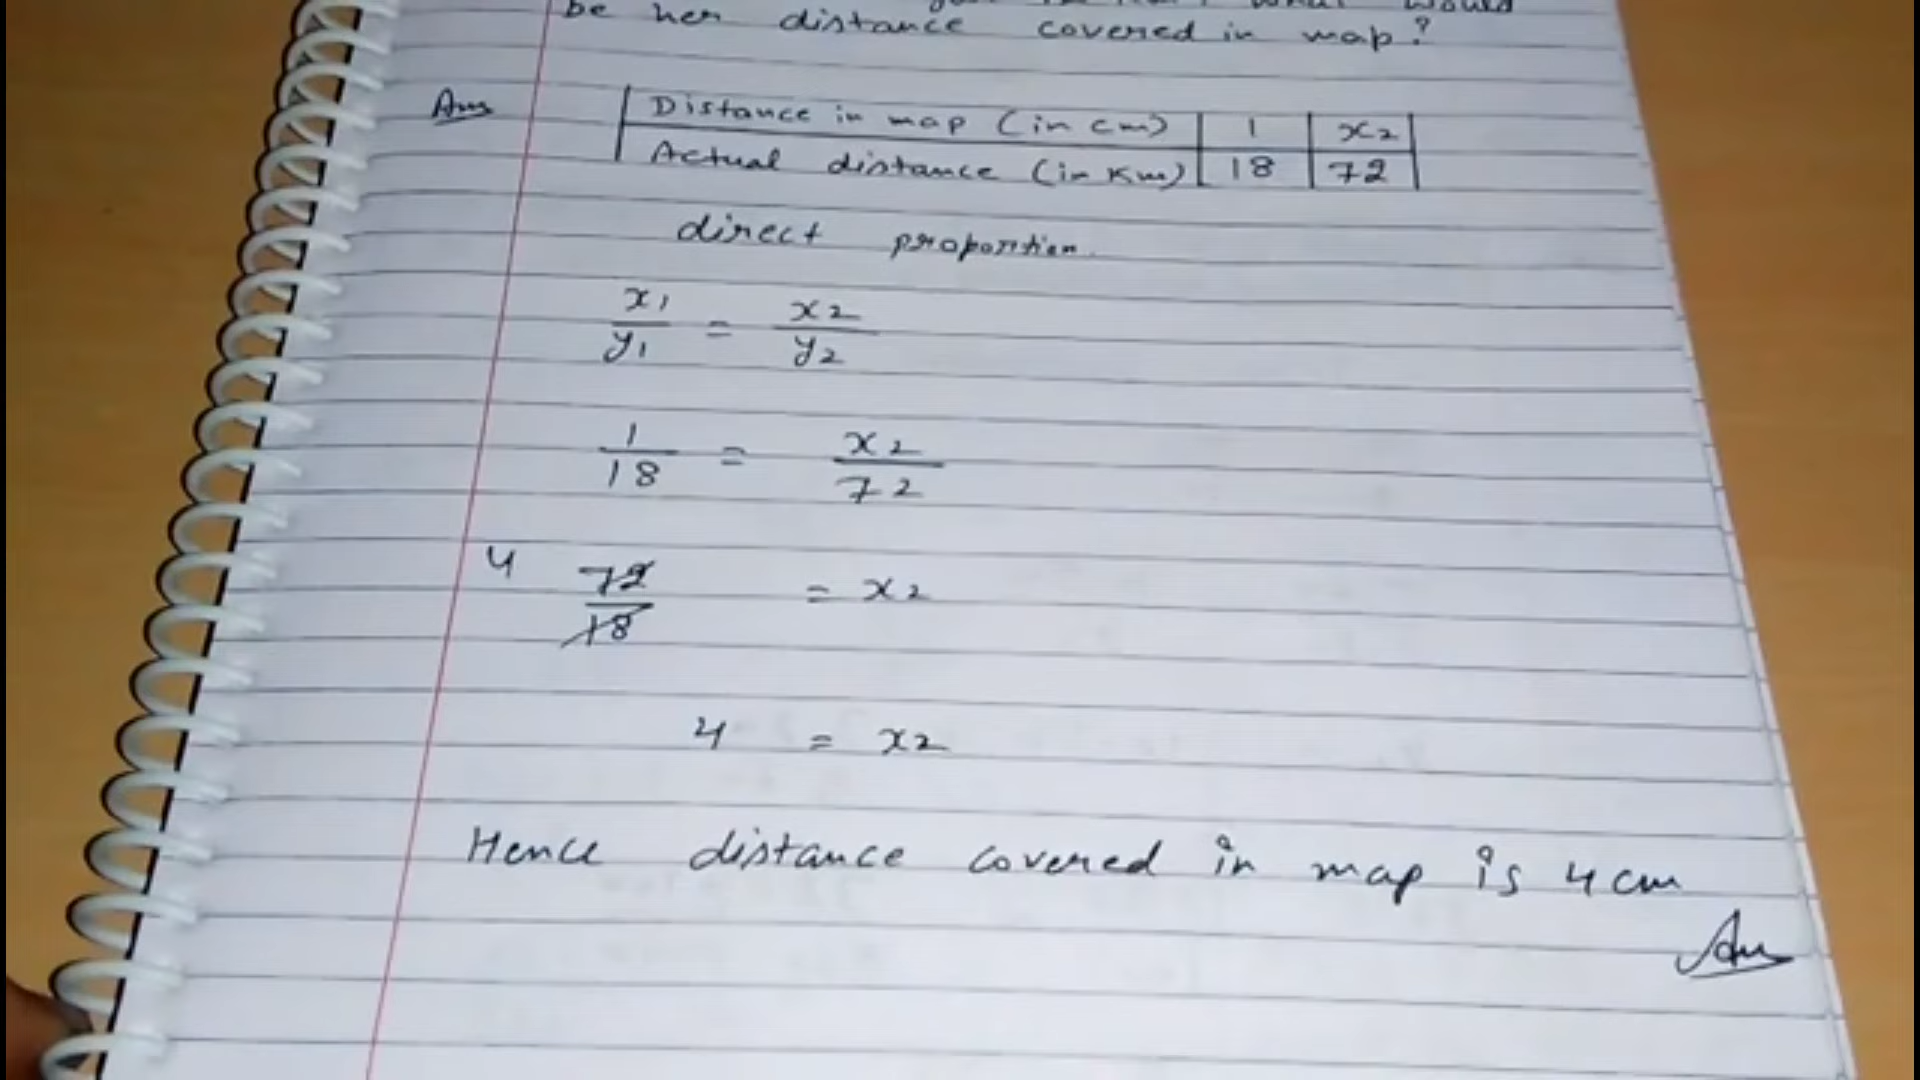 would
be her distance covered in map?
Ans
Distance in map (in cm) 1 x2
Actual distance (in Km) 18 72
direct proportion.
x1/y1 = x2/y2
1/18 = x2/72
4 72/18 = x2
4 = x2
Hence distance covered in map is 4 cm
Ans